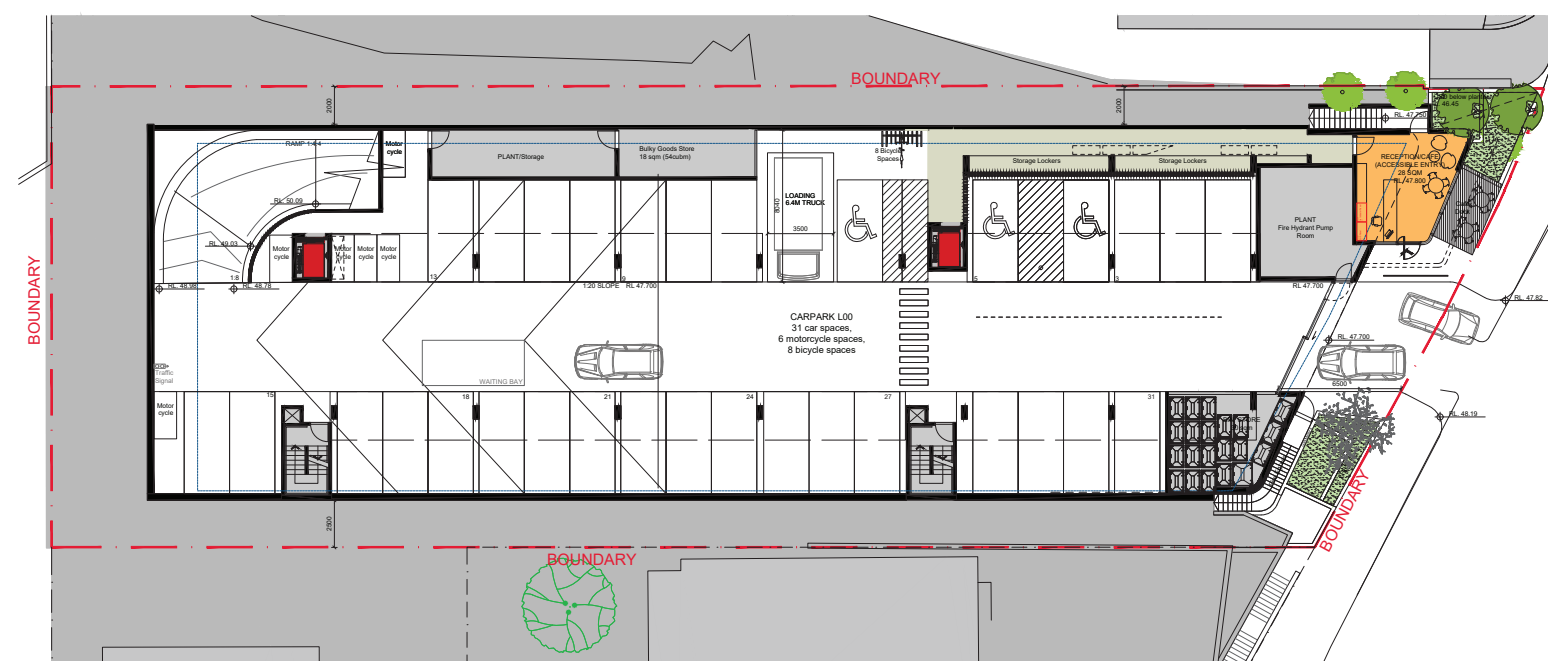 BOUNDARY
2000
2000
below planter
46.45
RL. 47.750
RAMP 1:4.4
Motor
cycle
PLANT/Storage
Bulky Goods Store
18 sqm (54cubm)
8 Bicycle
Spaces
Storage Lockers
Storage Lockers
RECEPTION/CAFE
(ACCESSIBLE ENTRY)
28 SQM
RL. 47.800
LOADING
6.4M TRUCK
8040
3500
RL. 50.09
RL. 49.03
Motor
cycle
Motor
cycle
Motor
cycle
Motor
cycle
PLANT
Fire Hydrant Pump
Room
BOUNDARY
1:8
13
9
5
3
RL. 48.98
RL. 48.78
1:20 SLOPE RL 47.700
RL 47.700
RL. 47.82
CARPARK L00
31 car spaces,
6 motorcycle spaces,
8 bicycle spaces
RL. 47.700
Traffic
Signal
WAITING BAY
6500
Motor
cycle
15
18
21
24
27
31
RL. 48.19
2500
BOUNDARY
BOUNDARY